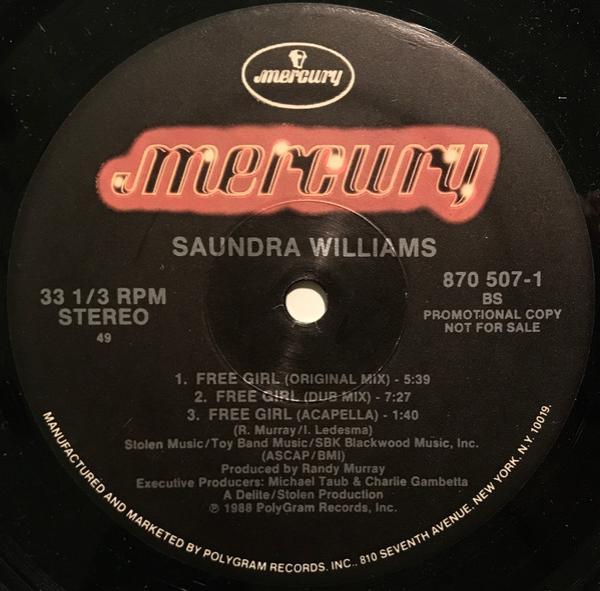 mercury
mercury
SAUNDRA WILLIAMS
33 1/3 RPM
STEREO
49
870 507-1
BS
PROMOTIONAL COPY
NOT FOR SALE
1. FREE GIRL (ORIGINAL MIX) - 5:39
2. FREE GIRL (DUB MIX) - 7:27
3. FREE GIRL (ACAPELLA) - 1:40
(R. Murray/I. Ledesma)
Stolen Music/Toy Band Music/SBK Blackwood Music, Inc.
(ASCAP/BMI)
Produced by Randy Murray
Executive Producers: Michael Taub & Charlie Gambetta
A Delite/Stolen Production
℗ 1988 PolyGram Records, Inc.
MANUFACTURED AND MARKETED BY POLYGRAM RECORDS. INC., 810 SEVENTH AVENUE. NEW YORK. N.Y. 10019.